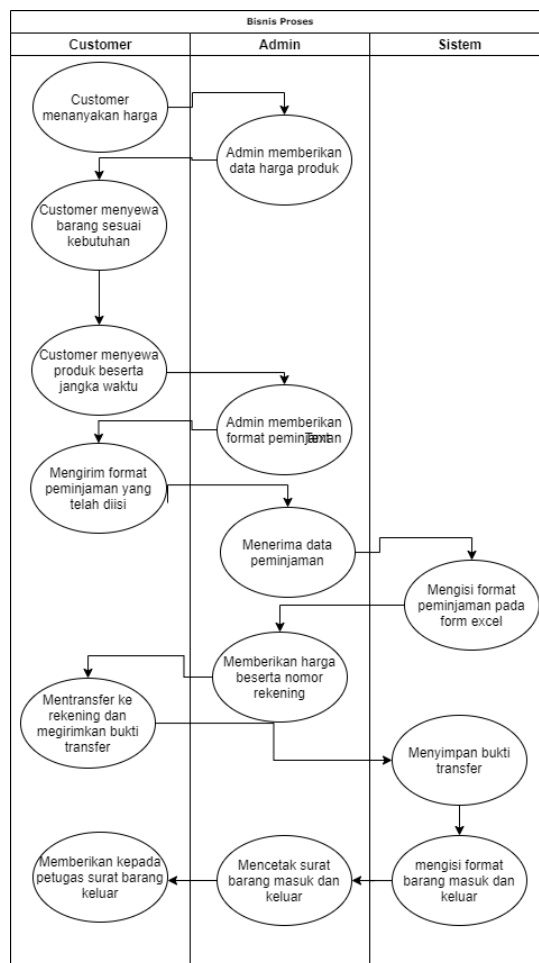 Bisnis Proses
Customer
Admin
Sistem
Customer
menanyakan harga
Admin memberikan
data harga produk
Customer menyewa
barang sesuai
kebutuhan
Customer menyewa
produk beserta
jangka waktu
Admin memberikan
format peminjaman
Text
Mengirim format
peminjaman yang
telah diisi
Menerima data
peminjaman
Mengisi format
peminjaman pada
form excel
Memberikan harga
beserta nomor
rekening
Mentransfer ke
rekening dan
megirimkan bukti
transfer
Menyimpan bukti
transfer
mengisi format
barang masuk dan
keluar
Mencetak surat
barang masuk dan
keluar
Memberikan kepada
petugas surat barang
keluar